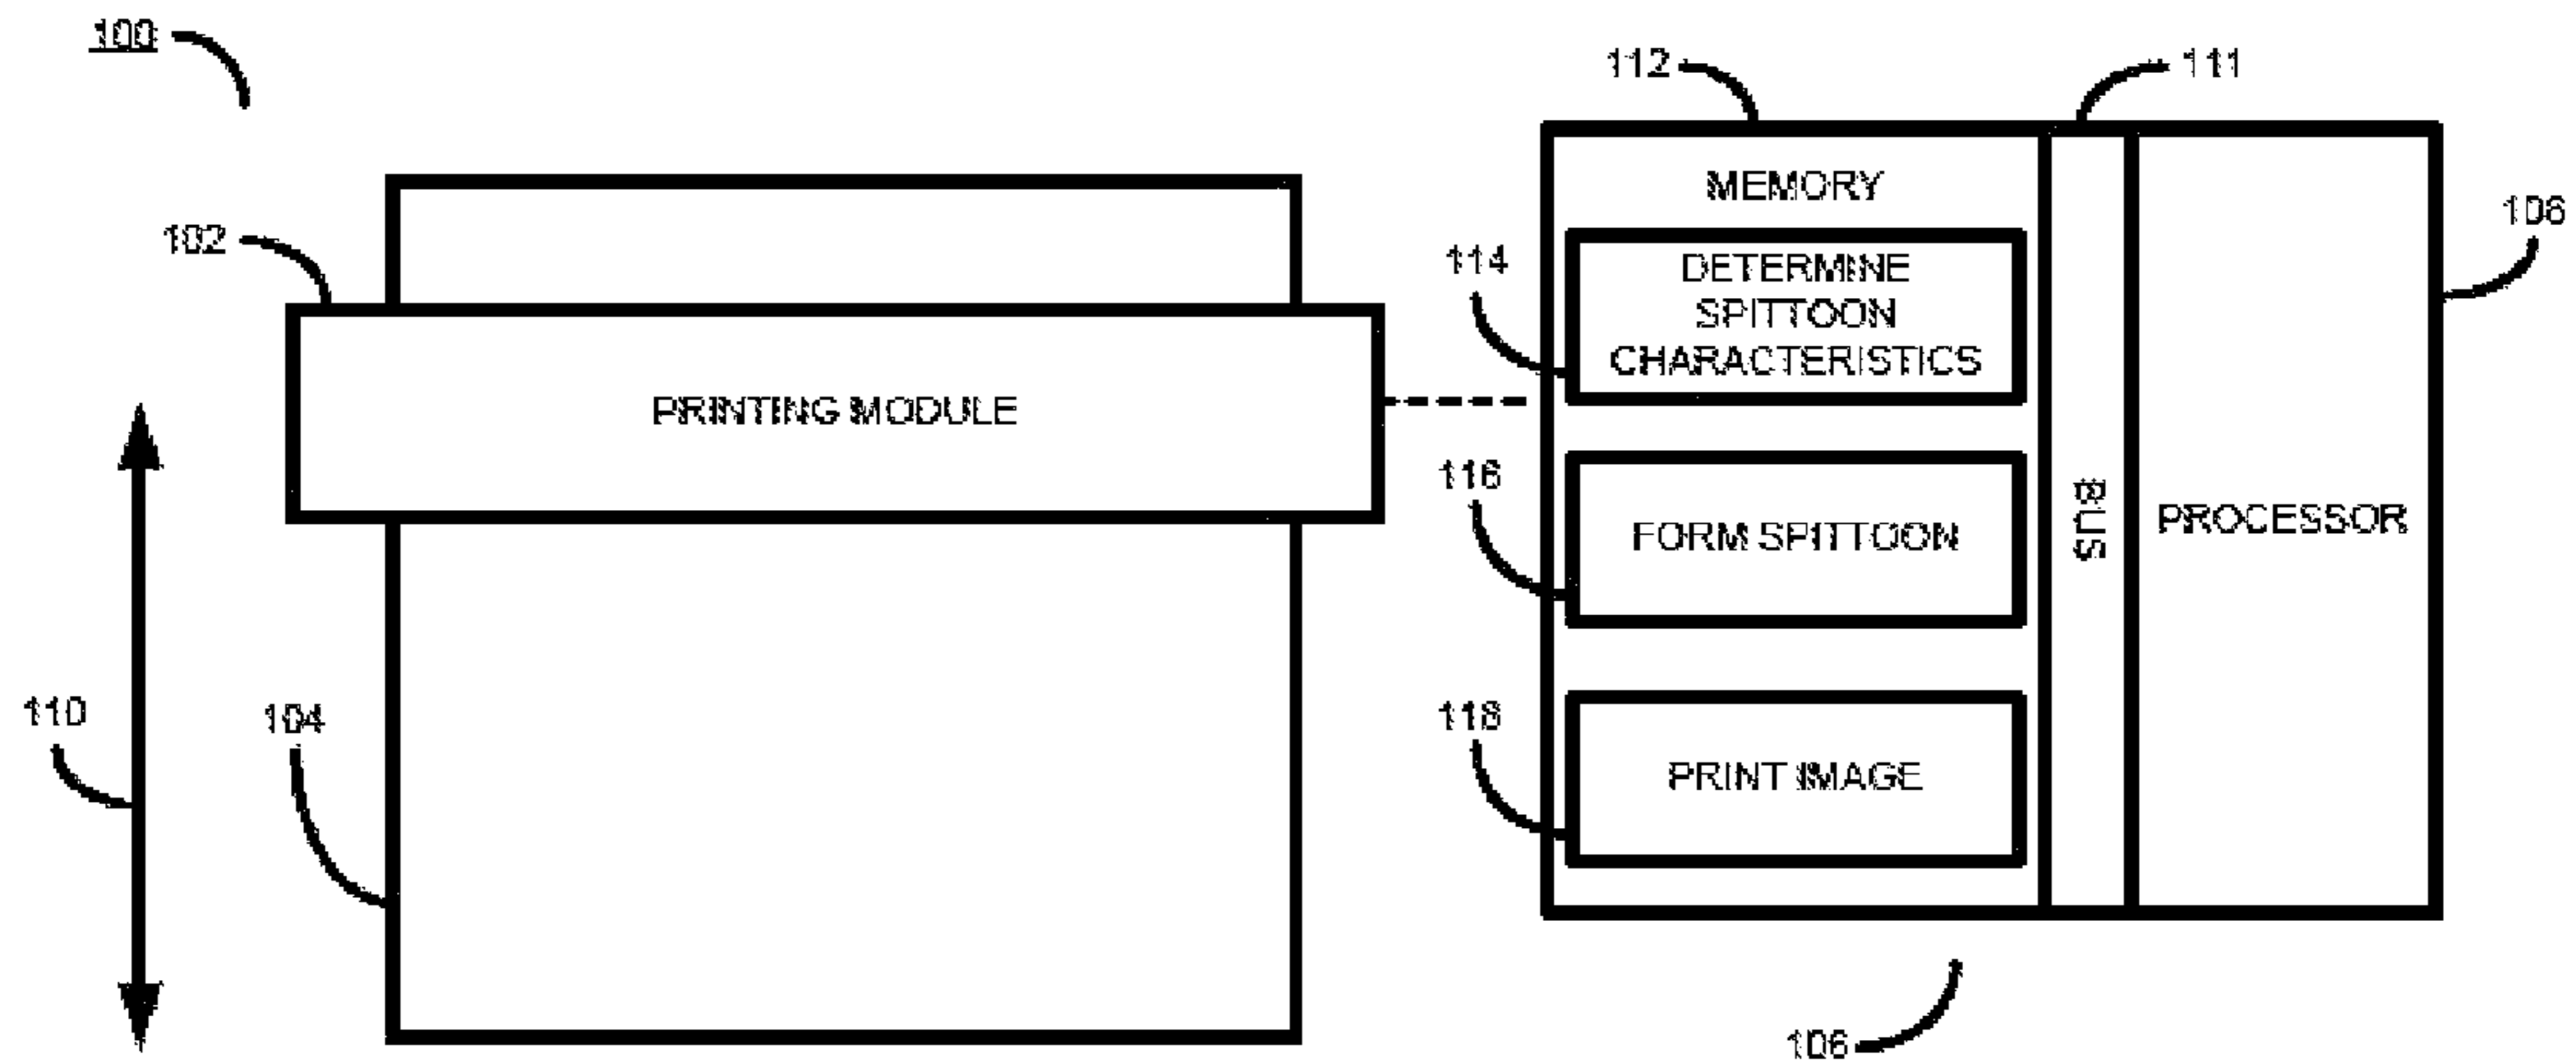 100
112
111
102
MEMORY
108
114
DETERMINE
SPITTOON
CHARACTERISTICS
PRINTING MODULE
116
FORM SPITTOON
BUS
PROCESSOR
110
104
118
PRINT IMAGE
106